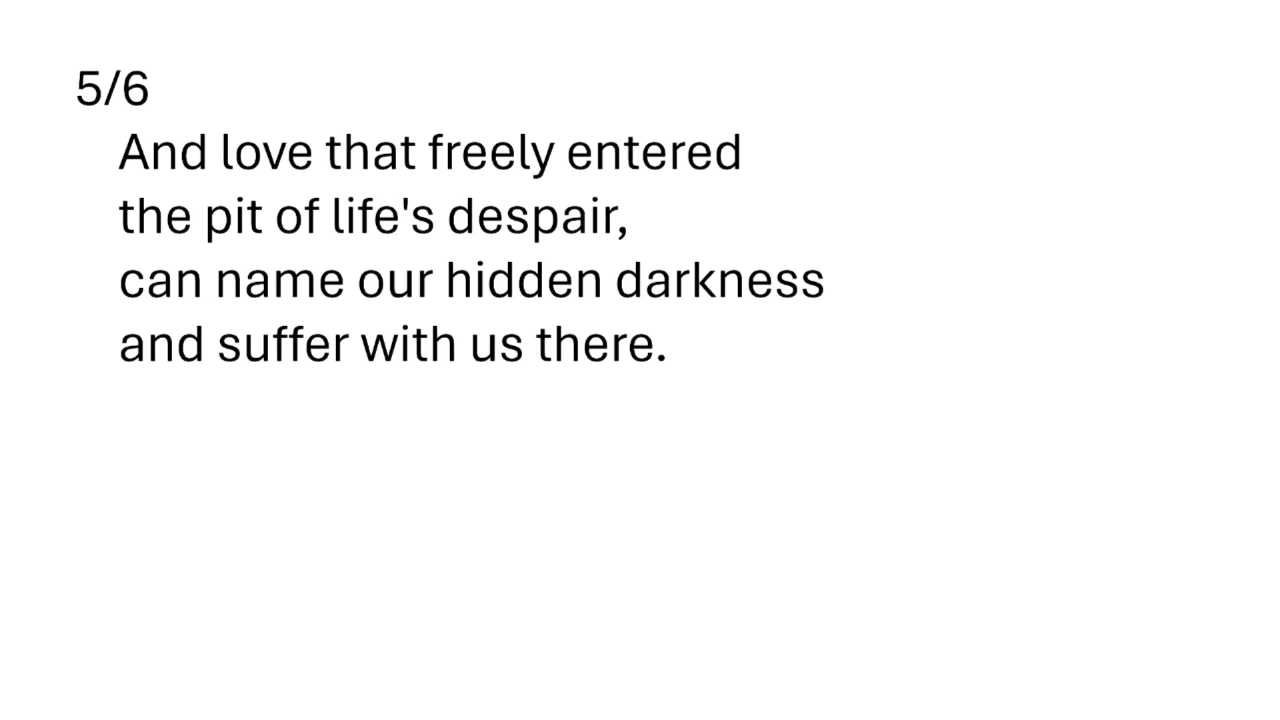 5/6
And love that freely entered
the pit of life's despair,
can name our hidden darkness
and suffer with us there.